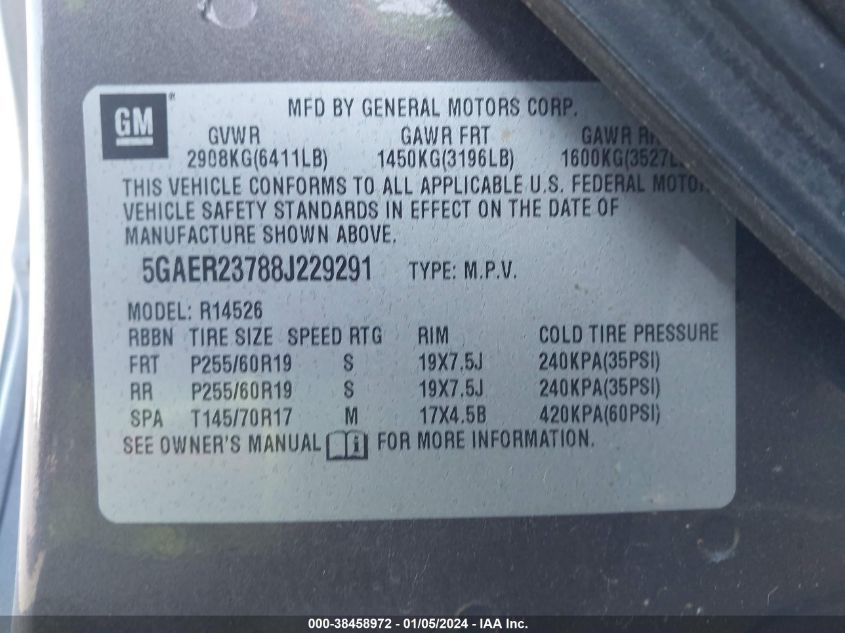 GM®
MFD BY GENERAL MOTORS CORP.
GVWR GAWR FRT GAWR
2908KG(6411LB) 1450KG(3196LB) 1600KG(3527L
THIS VEHICLE CONFORMS TO ALL APPLICABLE U.S. FEDERAL MOTO
VEHICLE SAFETY STANDARDS IN EFFECT ON THE DATE OF
MANUFACTURE SHOWN ABOVE.
5GAER23788J229291 TYPE: M.P.V.
MODEL: R14526
RBBN TIRE SIZE SPEED RTG RIM COLD TIRE PRESSURE
FRT P255/60R19 S 19X7.5J 240KPA(35PSI)
RR P255/60R19 S 19X7.5J 240KPA(35PSI)
SPA T145/70R17 M 17X4.5B 420KPA(60PSI)
SEE OWNER'S MANUAL i FOR MORE INFORMATION.
000-38458972 - 01/05/2024 - IAA Inc.